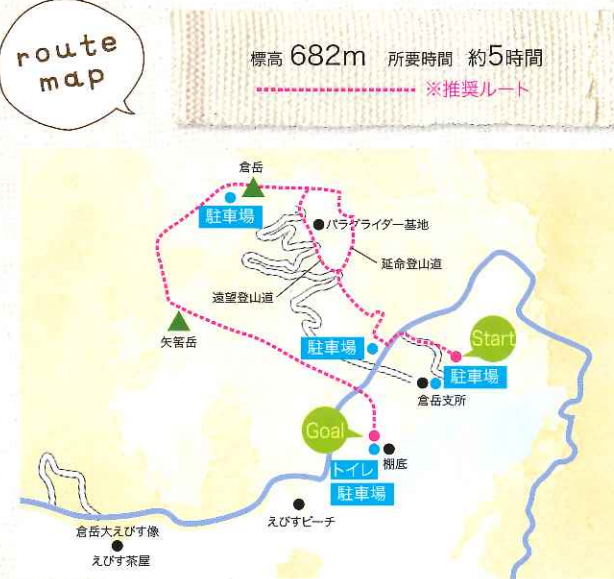 route
map
標高 682m 所要時間 約5時間
※推奨ルート
倉岳
駐車場
パラグライダー基地
延命登山道
遠望登山道
矢筈岳
駐車場
Start
駐車場
倉岳支所
Goal
棚底
トイレ
駐車場
えびすビーチ
倉岳大えびす像
えびす茶屋